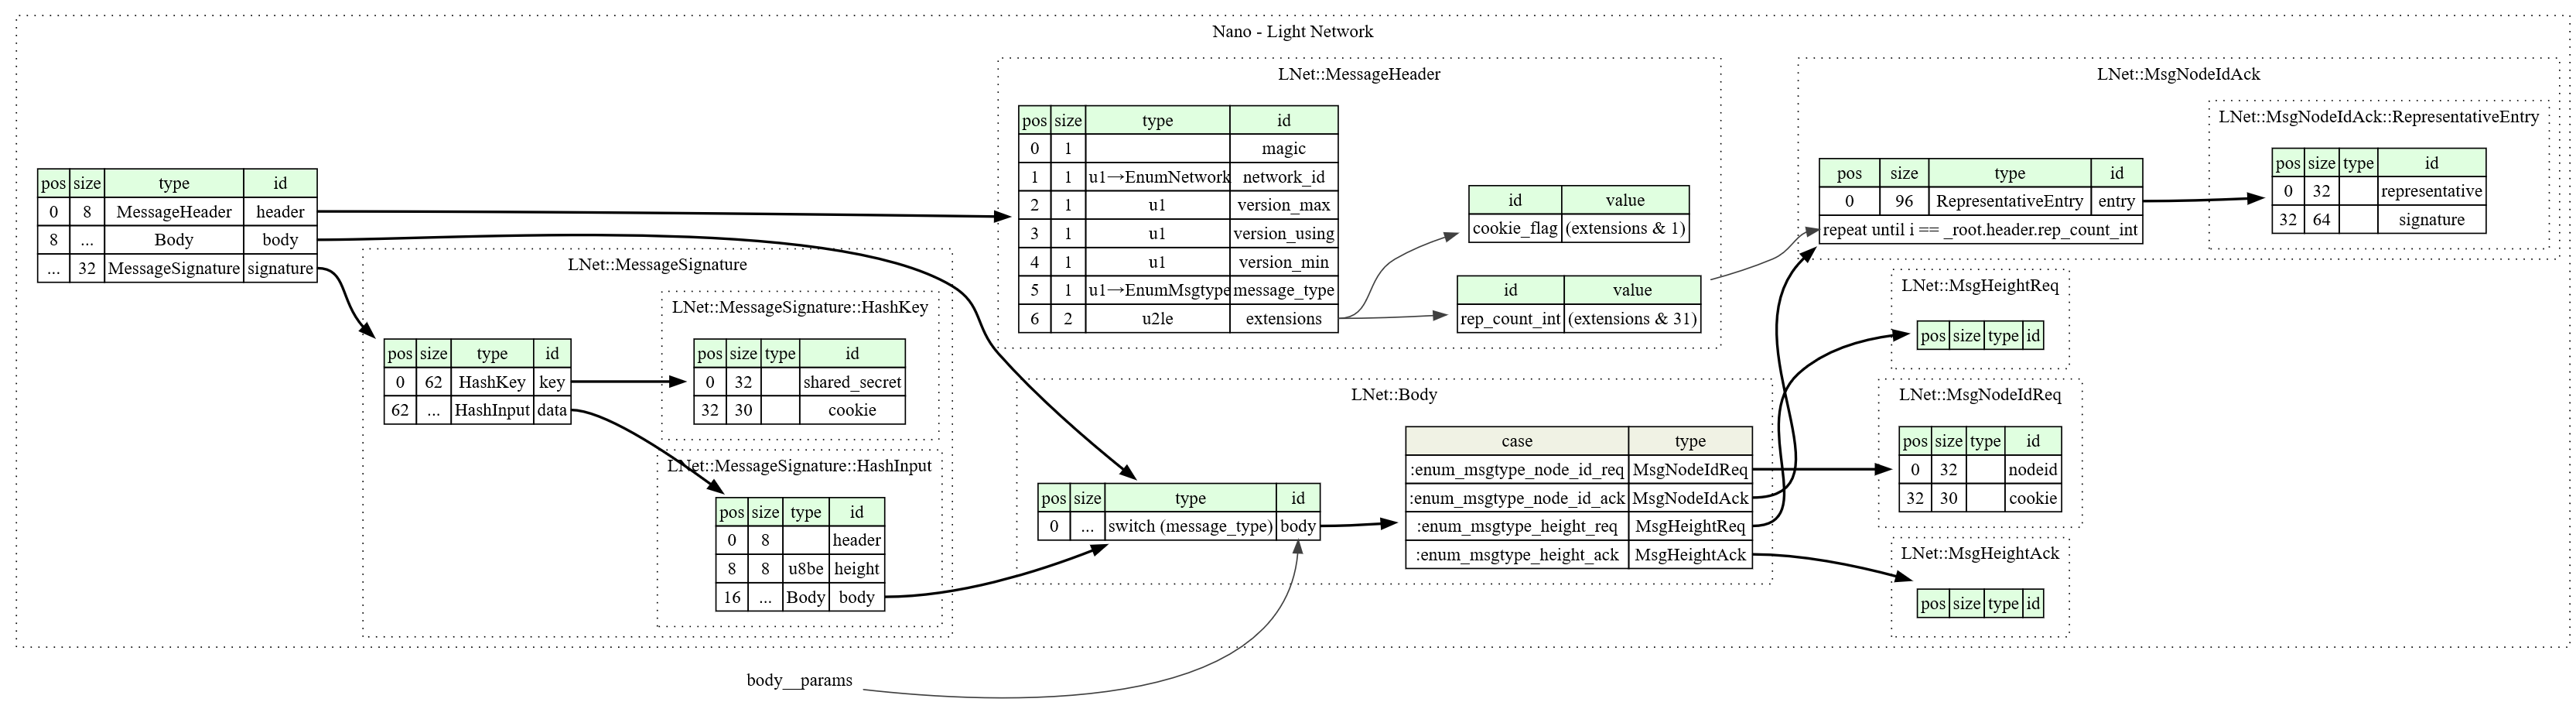 Nano - Light Network
pos size type id
0 8 MessageHeader header
8 ... Body body
... 32 MessageSignature signature
LNet::MessageSignature
pos size type id
0 62 HashKey key
62 ... HashInput data
LNet::MessageSignature::HashKey
pos size type id
0 32 shared_secret
32 30 cookie
LNet::MessageSignature::HashInput
pos size type id
0 8 header
8 8 u8be height
16 ... Body body
LNet::MessageHeader
pos size type id
0 1 magic
1 1 u1→EnumNetwork network_id
2 1 u1 version_max
3 1 u1 version_using
4 1 u1 version_min
5 1 u1→EnumMsgtype message_type
6 2 u2le extensions
id value
cookie_flag (extensions & 1)
id value
rep_count_int (extensions & 31)
LNet::Body
pos size type id
0 ... switch (message_type) body
case type
:enum_msgtype_node_id_req MsgNodeIdReq
:enum_msgtype_node_id_ack MsgNodeIdAck
:enum_msgtype_height_req MsgHeightReq
:enum_msgtype_height_ack MsgHeightAck
LNet::MsgNodeIdAck
pos size type id
0 96 RepresentativeEntry entry
repeat until i == _root.header.rep_count_int
LNet::MsgNodeIdAck::RepresentativeEntry
pos size type id
0 32 representative
32 64 signature
LNet::MsgHeightReq
pos size type id
LNet::MsgNodeIdReq
pos size type id
0 32 nodeid
32 30 cookie
LNet::MsgHeightAck
pos size type id
body__params